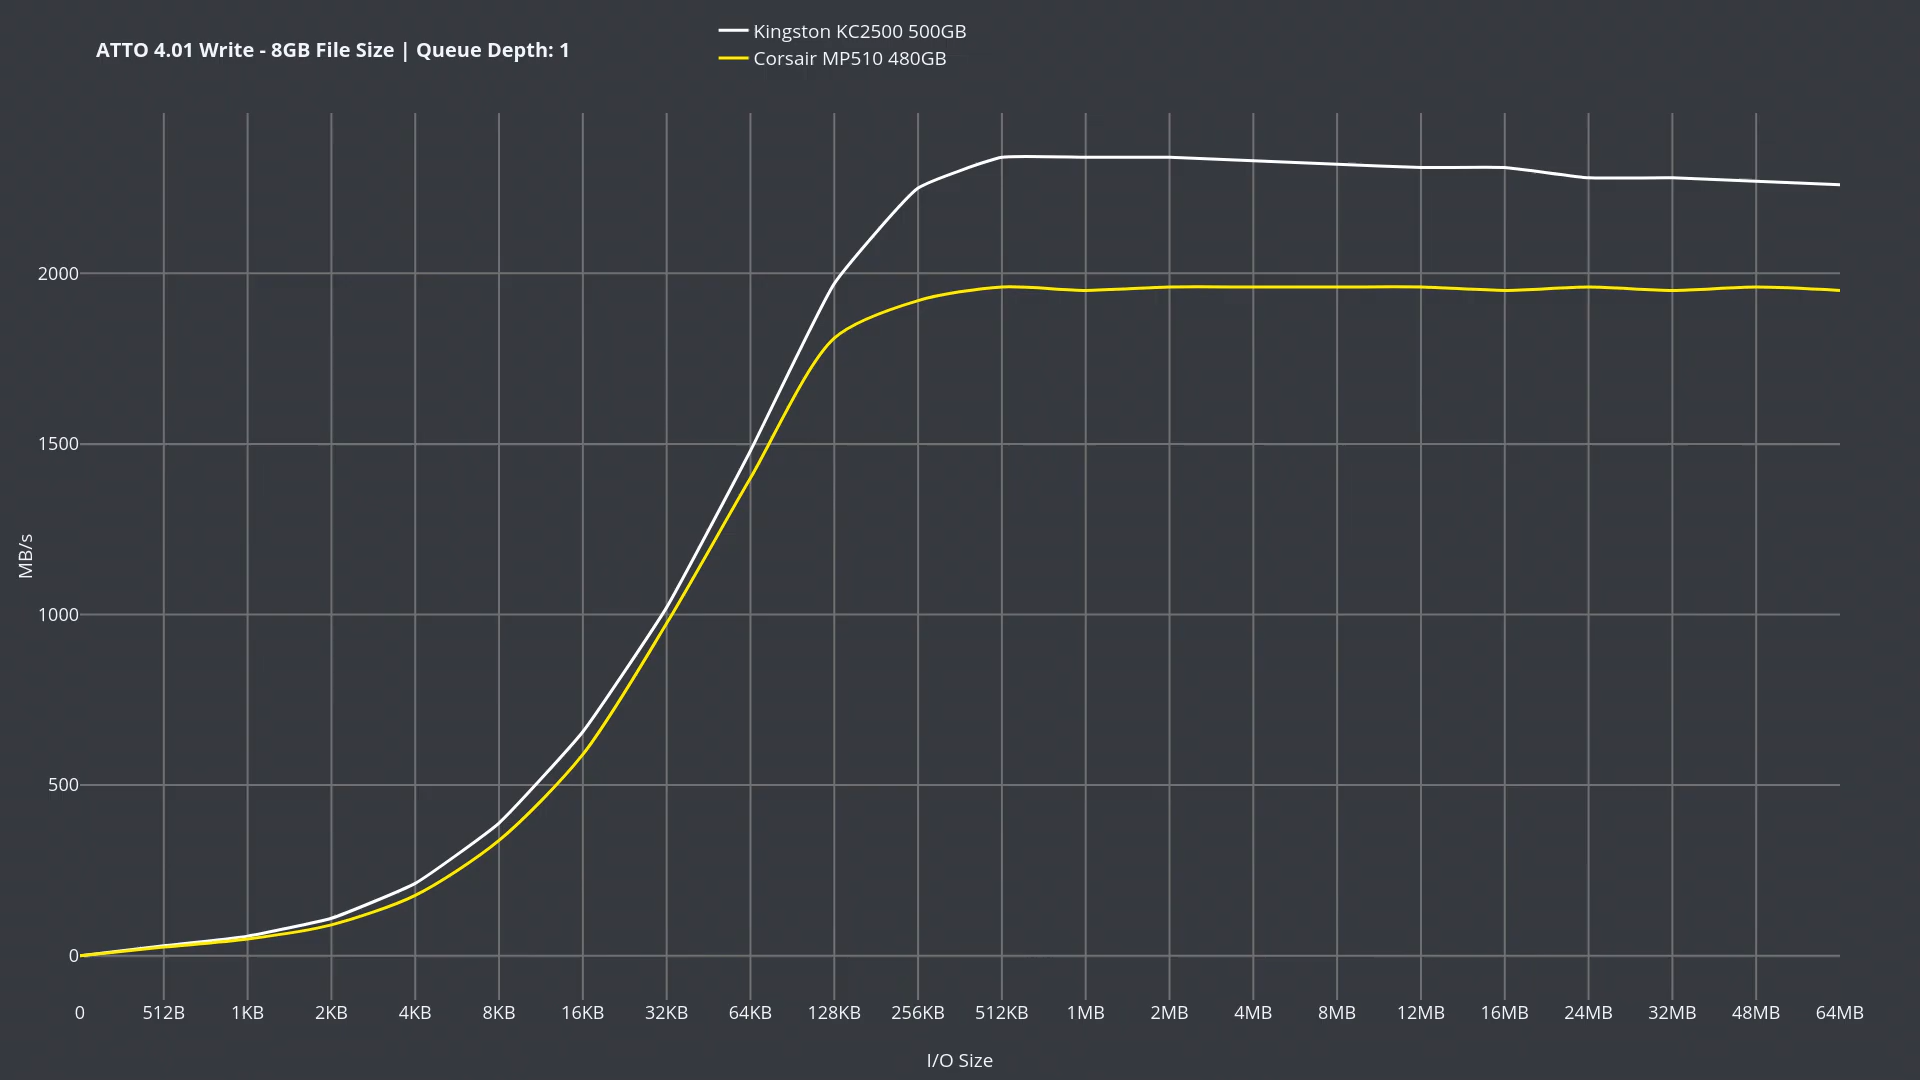 ATTO 4.01 Write - 8GB File Size | Queue Depth: 1
Kingston KC2500 500GB
Corsair MP510 480GB
2000
1500
1000
500
0
MB/s
0 512B 1KB 2KB 4KB 8KB 16KB 32KB 64KB 128KB 256KB 512KB 1MB 2MB 4MB 8MB 12MB 16MB 24MB 32MB 48MB 64MB
I/O Size